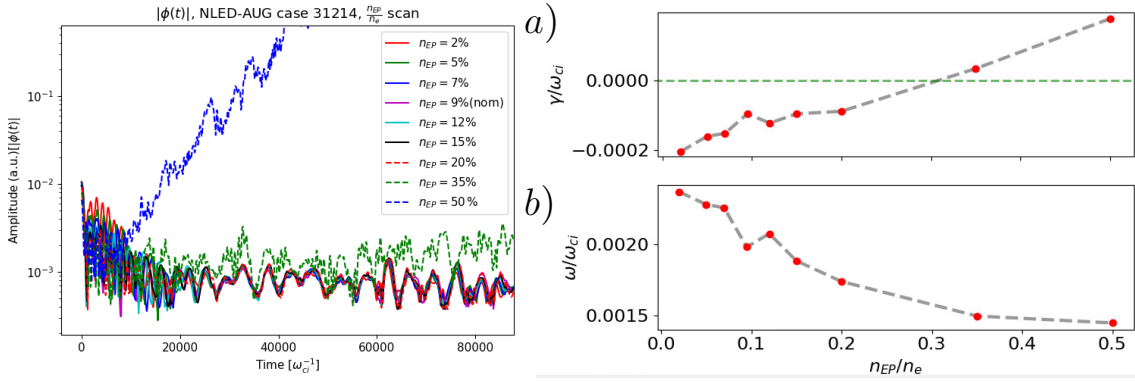 |ϕ(t)|, NLED-AUG case 31214, n_EP/n_e scan
Amplitude (a.u.)|ϕ(t)|
10⁻¹
10⁻²
10⁻³
n_EP = 2%
n_EP = 5%
n_EP = 7%
n_EP = 9%(nom)
n_EP = 12%
n_EP = 15%
n_EP = 20%
n_EP = 35%
n_EP = 50%
0 20000 40000 60000 80000
Time [ω_ci⁻¹]
a)
γ/ω_ci
0.0000
−0.0002
b)
ω/ω_ci
0.0020
0.0015
0.0 0.1 0.2 0.3 0.4 0.5
n_EP/n_e